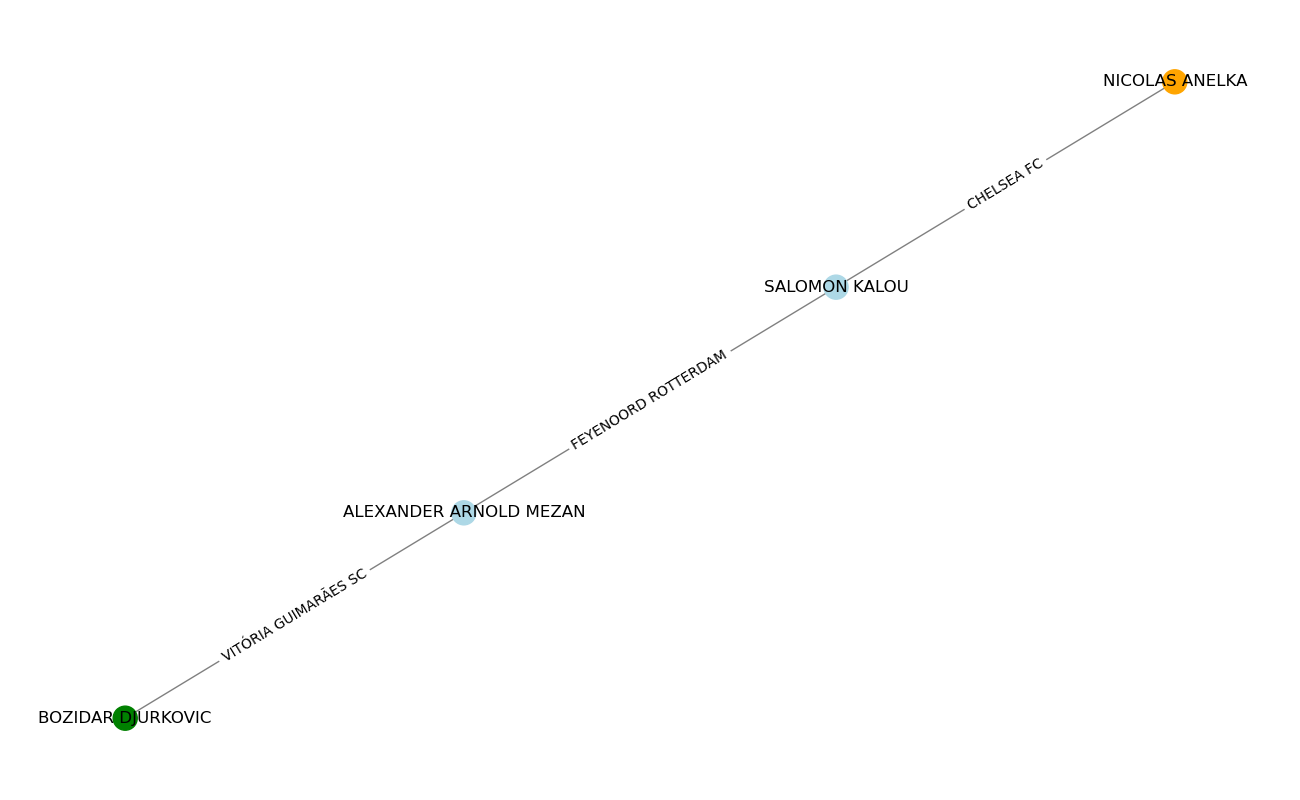 NICOLAS ANELKA
CHELSEA FC
SALOMON KALOU
FEYENOORD ROTTERDAM
ALEXANDER ARNOLD MEZAN
VITÓRIA GUIMARÃES SC
BOZIDAR DJURKOVIC